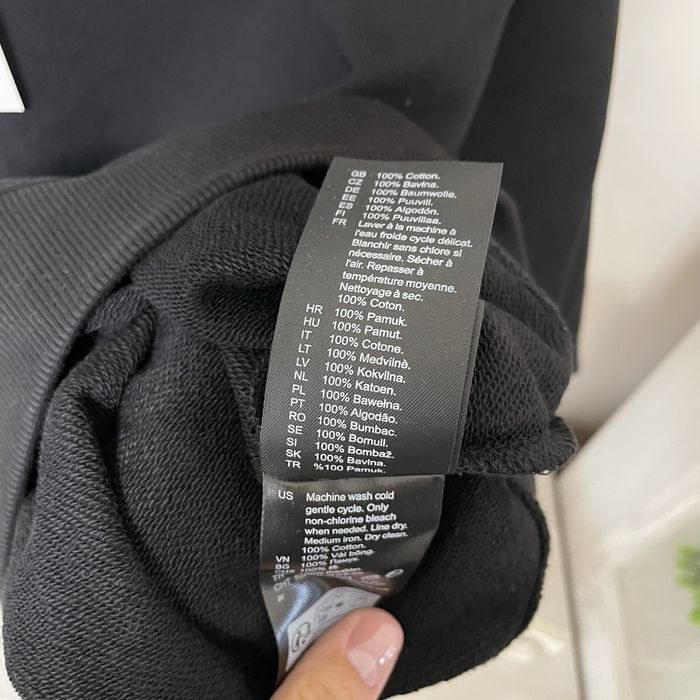 GB 100% Cotton.
CZ 100% Bavlna.
DE 100% Baumwolle.
EE 100% Puuvill.
ES 100% Algodón.
FI 100% Puuvillaa.
FR Laver à la machine à
l'eau froide cycle délicat.
Blanchir sans chlore si
nécessaire. Sécher à
l'air. Repasser à
température moyenne.
Nettoyage à sec.
100% Coton.
HR 100% Pamuk.
HU 100% Pamut.
IT 100% Cotone.
LT 100% Medvilnė.
LV 100% Kokvilna.
NL 100% Katoen.
PL 100% Bawełna.
PT 100% Algodão.
RO 100% Bumbac.
SE 100% Bomull.
SI 100% Bombaž.
SK 100% Bavlna.
TR %100 Pamuk.
US Machine wash cold
gentle cycle. Only
non-chlorine bleach
when needed. Line dry.
Medium iron. Dry clean.
100% Cotton.
VN 100% Vải bông.
BG 100% Памук.
CHS 100% 棉.
TH
CHT